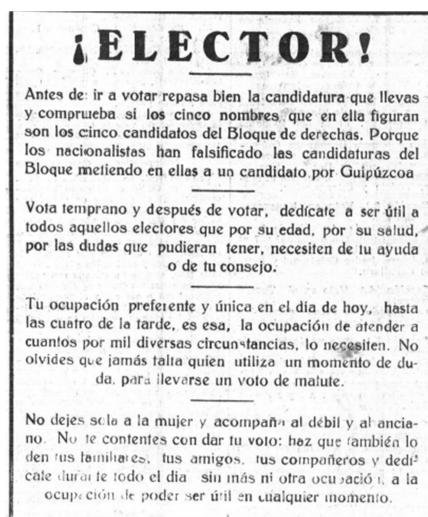 ¡ELECTOR!
Antes de ir a votar repasa bien la candidatura que llevas
y comprueba si los cinco nombres que en ella figuran
son los cinco candidatos del Bloque de derechas. Porque
los nacionalistas han falsificado las candidaturas del
Bloque metiendo en ellas a un candidato por Guipúzcoa
Vota temprano y después de votar, dedícate a ser útil a
todos aquellos electores que por su edad, por su salud,
por las dudas que pudieran tener, necesiten de tu ayuda
o de tu consejo.
Tu ocupación preferente y única en el día de hoy, hasta
las cuatro de la tarde, es esa, la ocupación de atender a
cuantos por mil diversas circunstancias, lo necesiten. No
olvides que jamás falta quien utiliza un momento de du-
da, para llevarse un voto de matute.
No dejes sola a la mujer y acompaña al débil y al ancia-
no. No te contentes con dar tu voto: haz que también lo
den tus familiares, tus amigos, tus compañeros y dedí-
cate durante todo el día sin más ni otra ocupación, a la
ocupación de poder ser útil en cualquier momento.